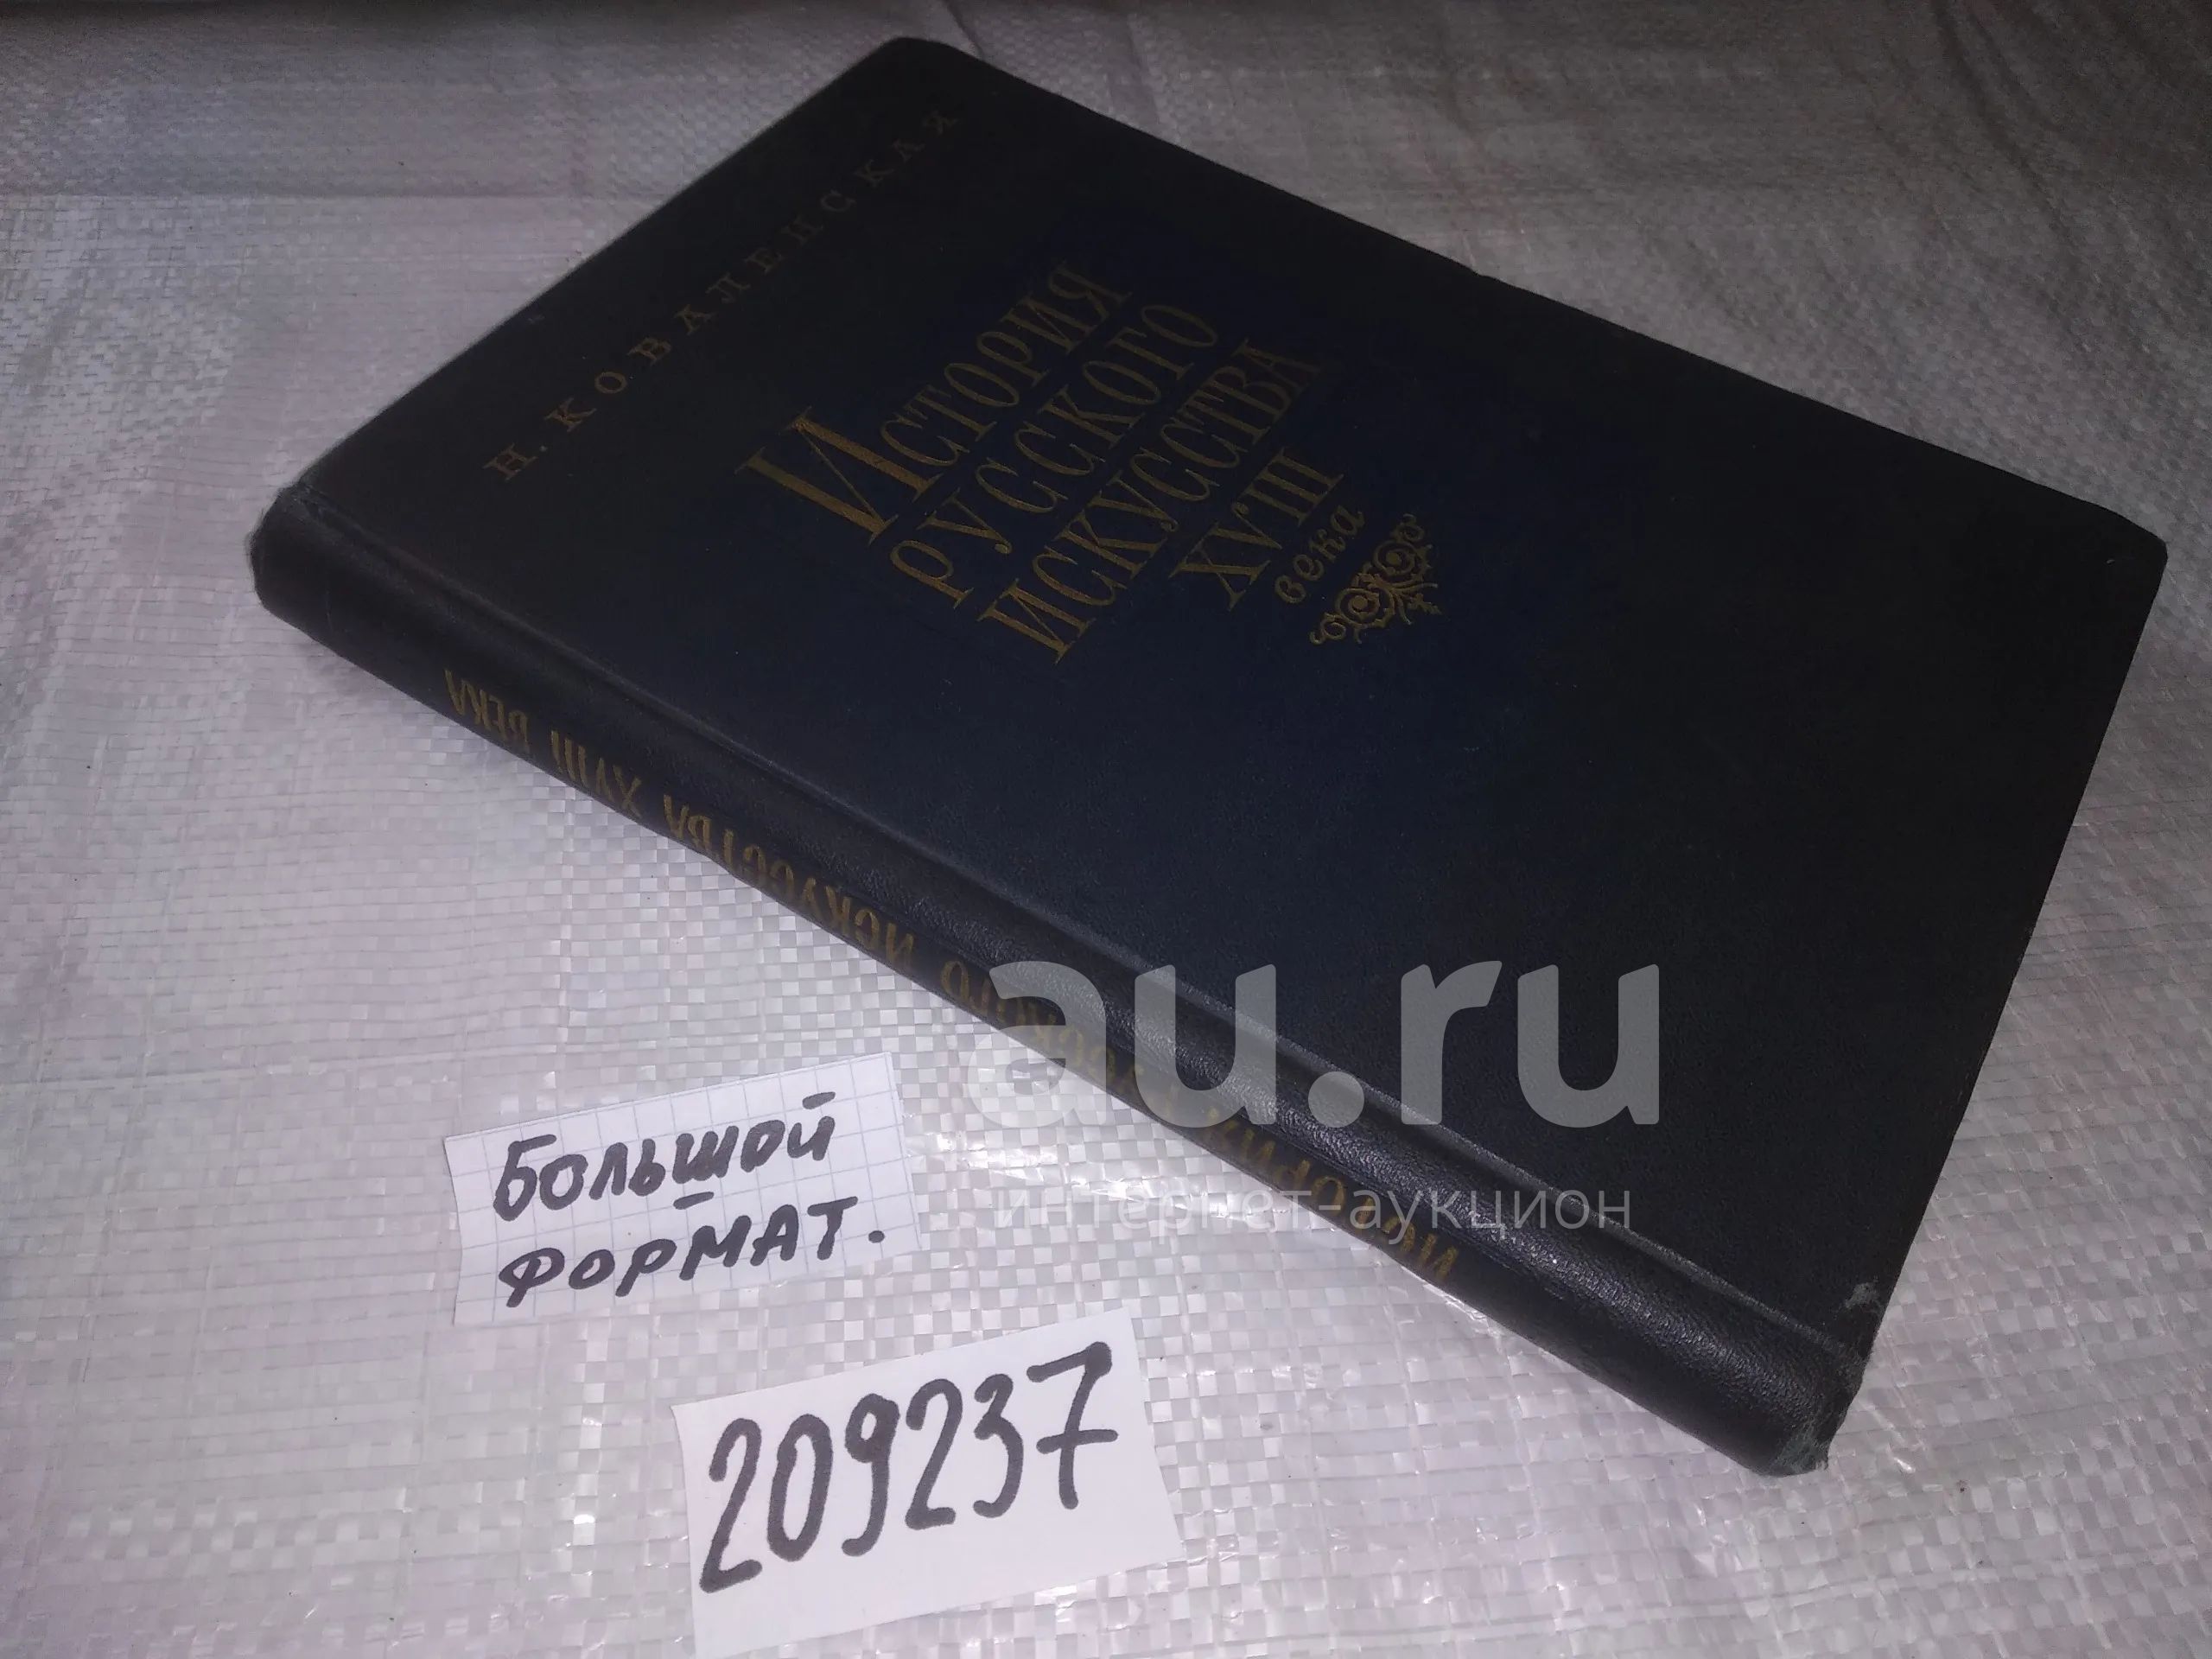 Н. КОВАЛЕНСКАЯ
ИСТОРИЯ
РУССКОГО
ИСКУССТВА
XVIII
века
ИСТОРИЯ РУССКОГО ИСКУССТВА XVIII ВЕКА
au.ru
интернет-аукцион
БОЛЬШОЙ
ФОРМАТ.
209237